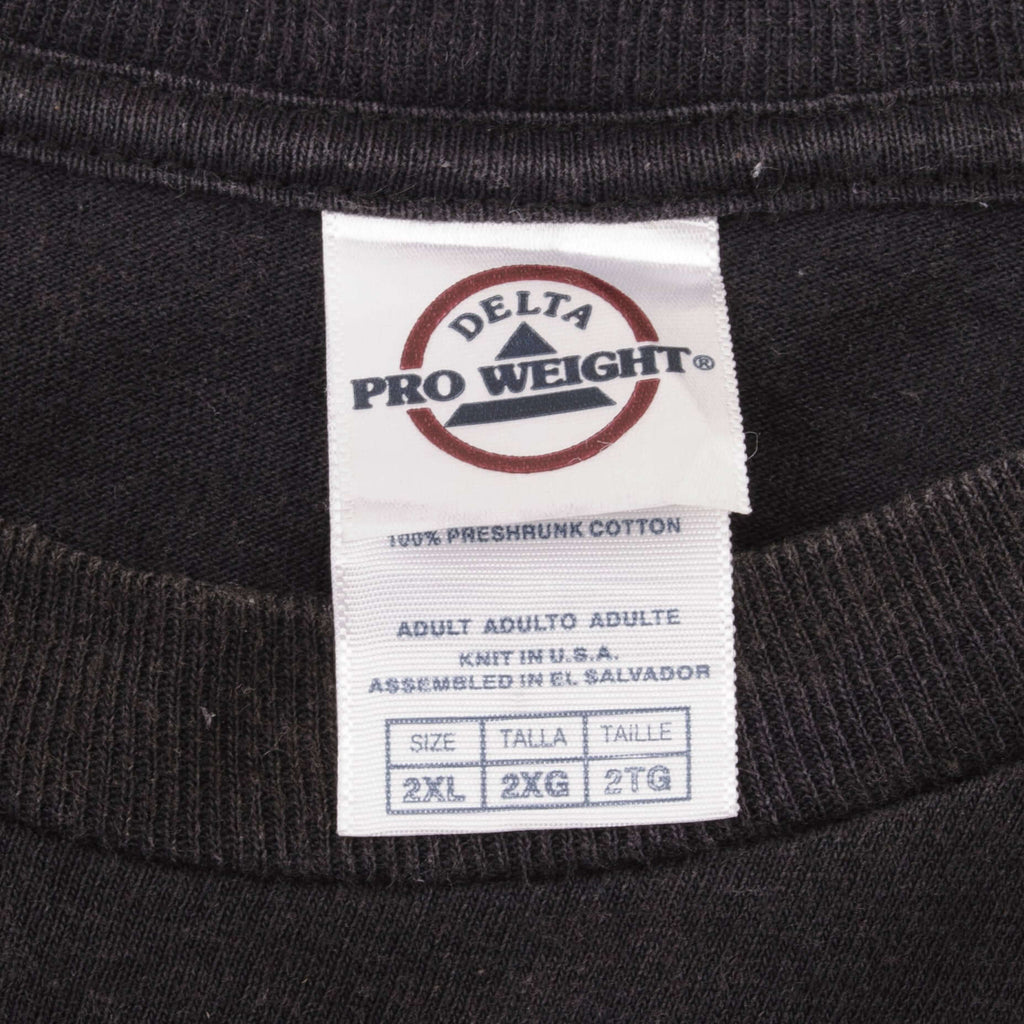 DELTA
PRO WEIGHT®
100% PRESHRUNK COTTON
ADULT ADULTO ADULTE
KNIT IN U.S.A.
ASSEMBLED IN EL SALVADOR
SIZE TALLA TAILLE
2XL 2XG 2TG